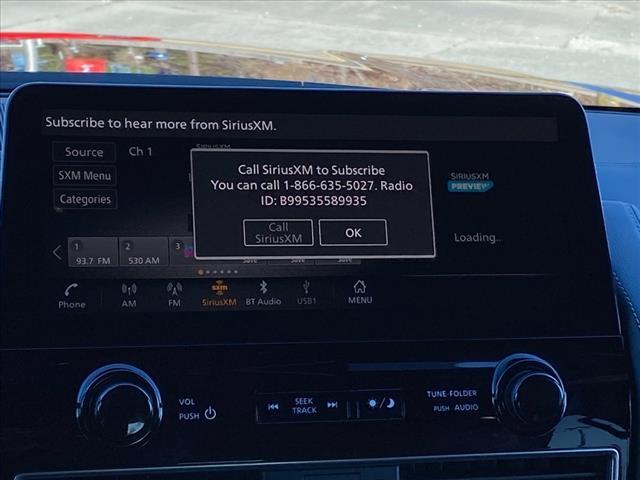 Subscribe to hear more from SiriusXM.
Source
Ch 1
SXM Menu
Categories
Call SiriusXM to Subscribe
You can call 1-866-635-5027. Radio
ID: B99535589935
Call
SiriusXM
OK
SIRIUSXM
PREVIEW
Loading..
1
93.7 FM
2
530 AM
3
Phone
AM
FM
sxm
SiriusXM
BT Audio
USB1
MENU
VOL
PUSH
SEEK
TRACK
TUNE·FOLDER
PUSH AUDIO